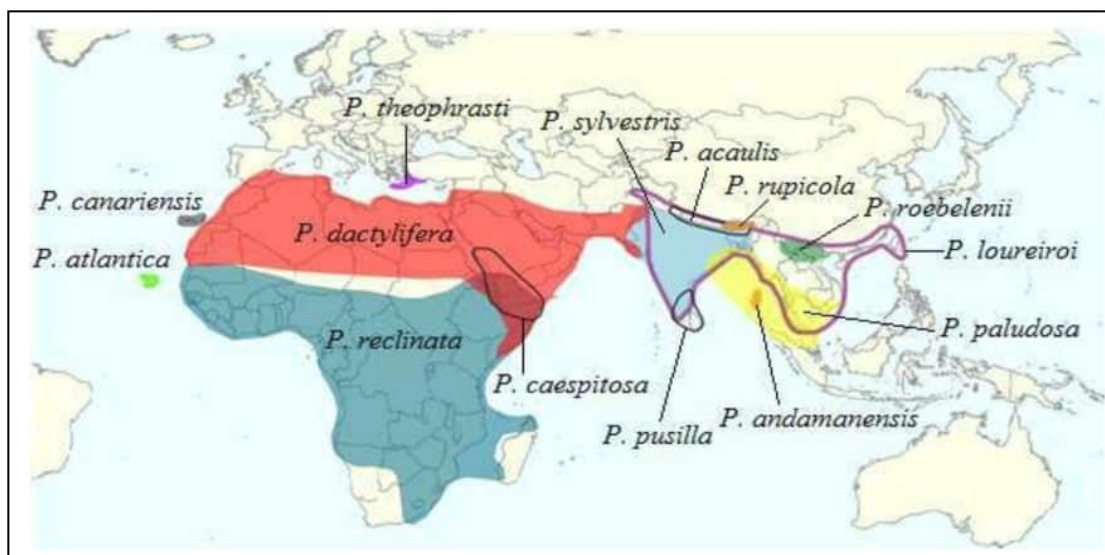 P. theophrasti
P. sylvestris
P. acaulis
P. rupicola
P. canariensis
P. roebelenii
P. dactylifera
P. loureiroi
P. atlantica
P. reclinata
P. paludosa
P. caespitosa
P. andamanensis
P. pusilla